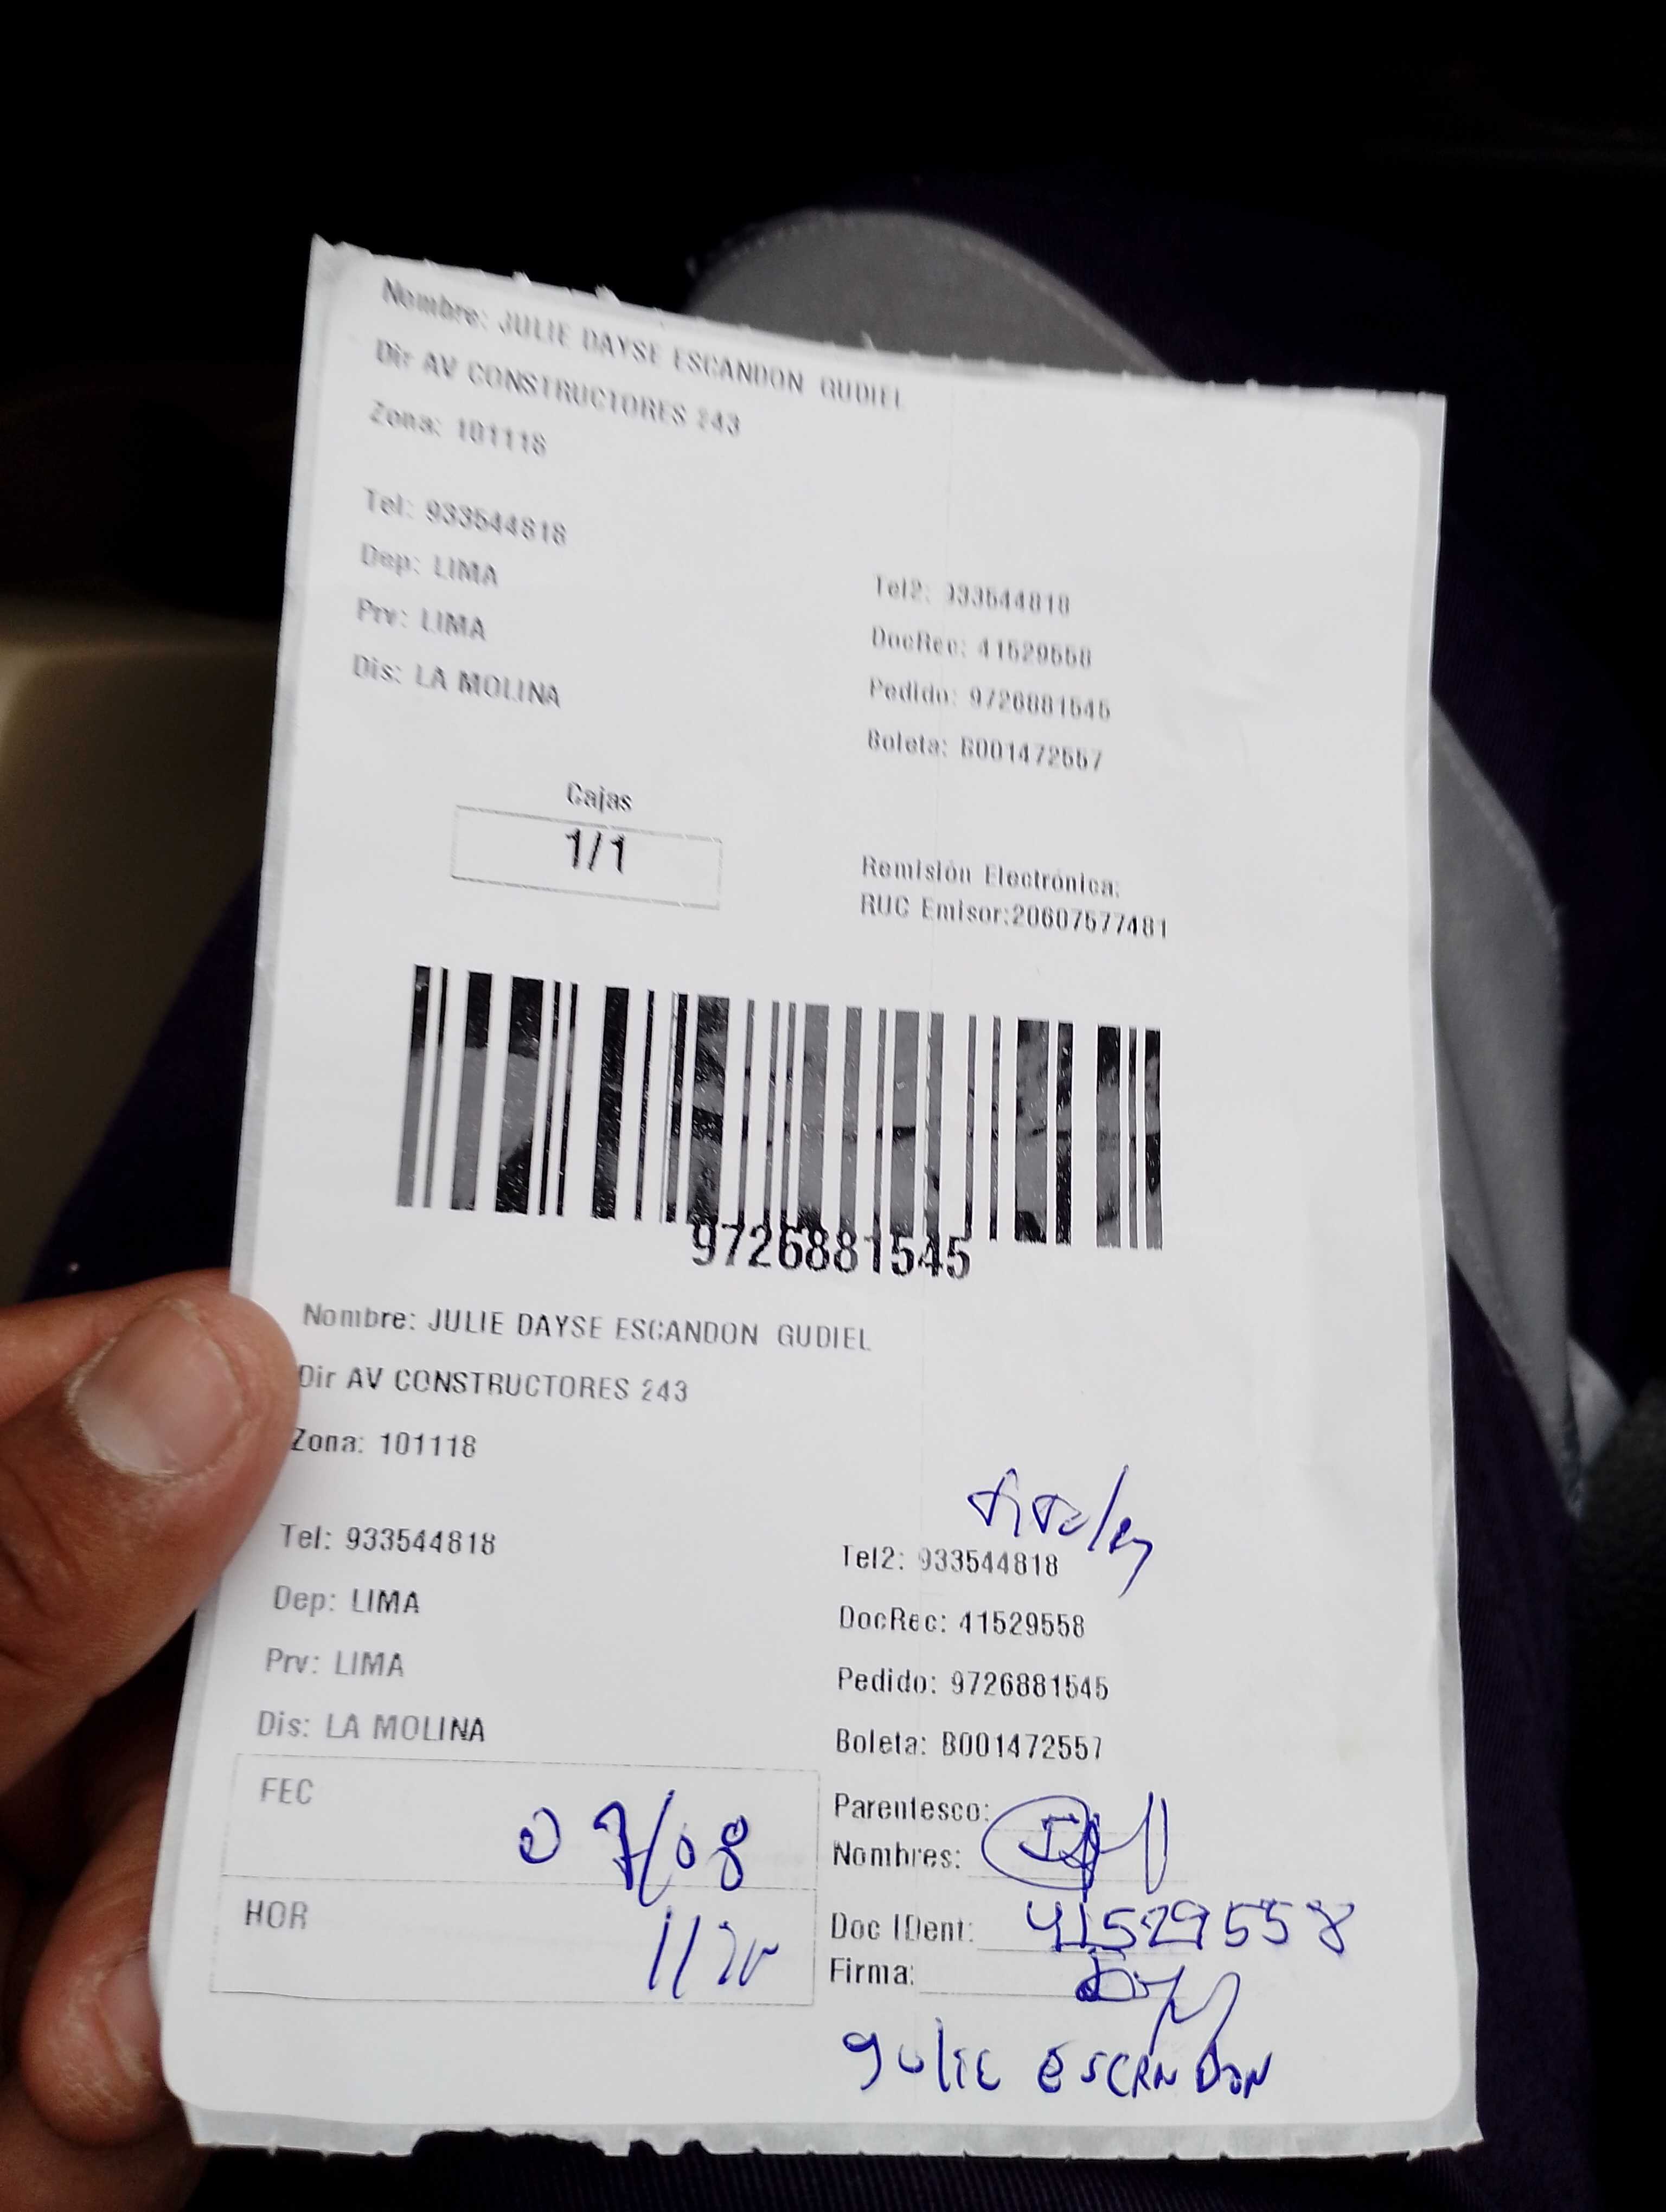 Nombre: JULIE DAYSE ESCANDON GUDIEL
Dir AV CONSTRUCTORES 243
Zona: 101118
Tel: 933544818
Dep: LIMA
Prv: LIMA
Dis: LA MOLINA
Tel2: 933544818
DocRec: 41529558
Pedido: 9726881545
Boleta: B001472557
Cajas
1/1
Remisión Electrónica:
RUC Emisor:20607577481
9726881545
Nombre: JULIE DAYSE ESCANDON GUDIEL
Dir AV CONSTRUCTORES 243
Zona: 101118
Tel: 933544818
Dep: LIMA
Prv: LIMA
Dis: LA MOLINA
Tel2: 933544818
DocRec: 41529558
Pedido: 9726881545
Boleta: B001472557
FEC 07/08
HOR
Parentesco:
Nombres:
Doc IDent: 41529558
Firma:
JULIE ESCANDON